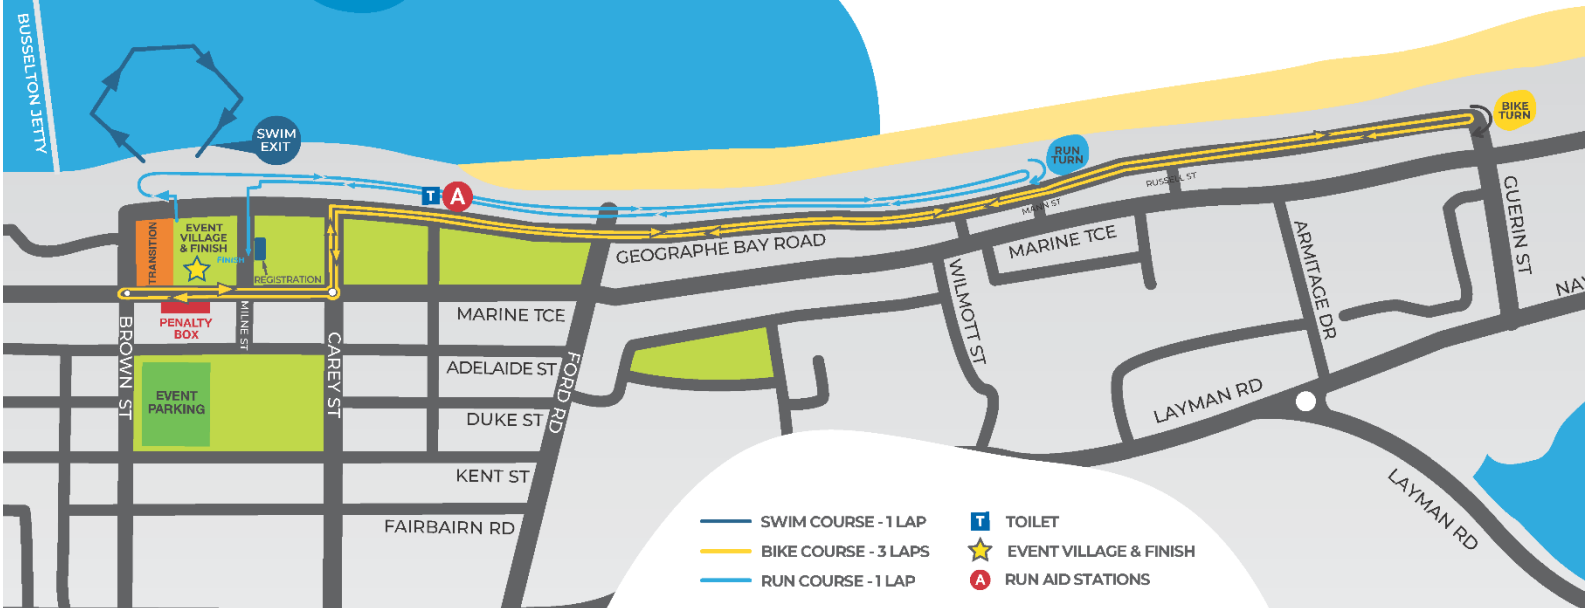 BUSSELTON JETTY
SWIM
EXIT
T
A
RUN
TURN
BIKE
TURN
TRANSITION
EVENT
VILLAGE
& FINISH
FINISH
REGISTRATION
PENALTY
BOX
MILNE ST
BROWN ST
CAREY ST
EVENT
PARKING
MARINE TCE
ADELAIDE ST
DUKE ST
KENT ST
FAIRBAIRN RD
FORD RD
GEOGRAPHE BAY ROAD
MANN ST
RUSSELL ST
MARINE TCE
WILMOTT ST
ARMITAGE DR
GUERIN ST
NAV
LAYMAN RD
LAYMAN RD
SWIM COURSE - 1 LAP
BIKE COURSE - 3 LAPS
RUN COURSE - 1 LAP
T TOILET
EVENT VILLAGE & FINISH
A RUN AID STATIONS